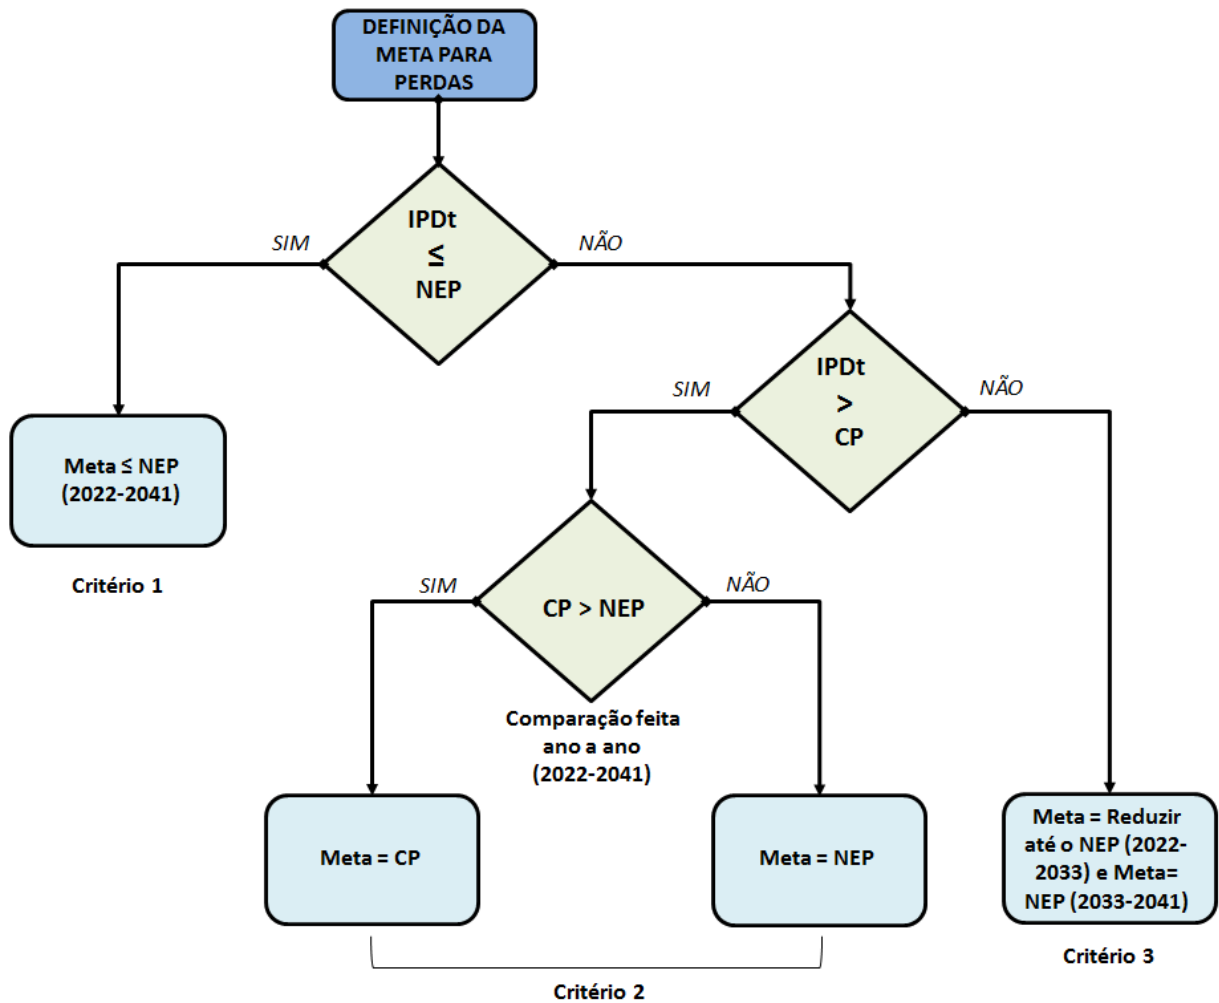 DEFINIÇÃO DA
META PARA
PERDAS
IPDt
≤
NEP
SIM
NÃO
IPDt
>
CP
SIM
NÃO
Meta ≤ NEP
(2022-2041)
Critério 1
CP > NEP
SIM
NÃO
Comparação feita
ano a ano
(2022-2041)
Meta = CP
Meta = NEP
Meta = Reduzir
até o NEP (2022-
2033) e Meta=
NEP (2033-2041)
Critério 3
Critério 2